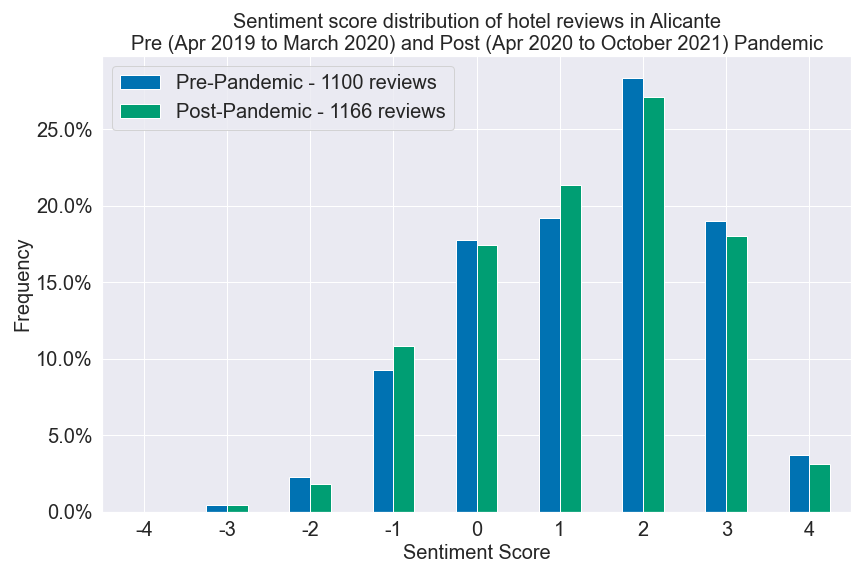 Sentiment score distribution of hotel reviews in Alicante
Pre (Apr 2019 to March 2020) and Post (Apr 2020 to October 2021) Pandemic
Pre-Pandemic - 1100 reviews
Post-Pandemic - 1166 reviews
25.0%
20.0%
15.0%
10.0%
5.0%
0.0%
Frequency
-4 -3 -2 -1 0 1 2 3 4
Sentiment Score